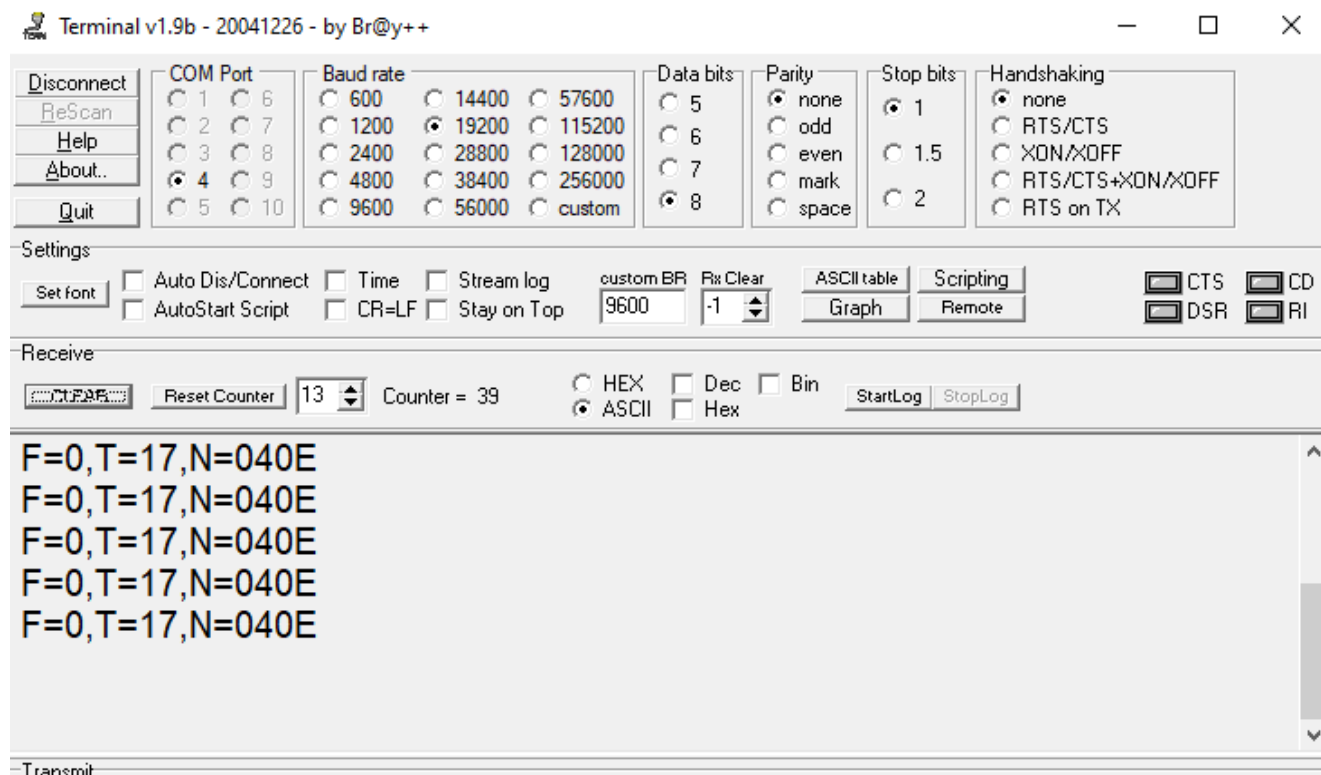 Terminal v1.9b - 20041226 - by Br@y++
Disconnect
ReScan
Help
About..
Quit
COM Port
1 6
2 7
3 8
4 9
5 10
Baud rate
600 14400 57600
1200 19200 115200
2400 28800 128000
4800 38400 256000
9600 56000 custom
Data bits
5
6
7
8
Parity
none
odd
even
mark
space
Stop bits
1
1.5
2
Handshaking
none
RTS/CTS
XON/XOFF
RTS/CTS+XON/XOFF
RTS on TX
Settings
Set font
Auto Dis/Connect Time Stream log
AutoStart Script CR=LF Stay on Top
custom BR Rx Clear
9600 -1
ASCII table Scripting
Graph Remote
CTS CD
DSR RI
Receive
CLEAR Reset Counter 13 Counter = 39
HEX Dec Bin
ASCII Hex
StartLog StopLog
F=0,T=17,N=040E
F=0,T=17,N=040E
F=0,T=17,N=040E
F=0,T=17,N=040E
F=0,T=17,N=040E
Transmit